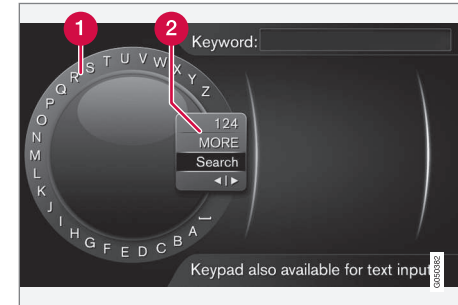 1
2
Keyword:
A B C D E F G H I J K L M N O P Q R S T U V W X Y Z
124
MORE
Search
◄|►
Keypad also available for text input
G050382